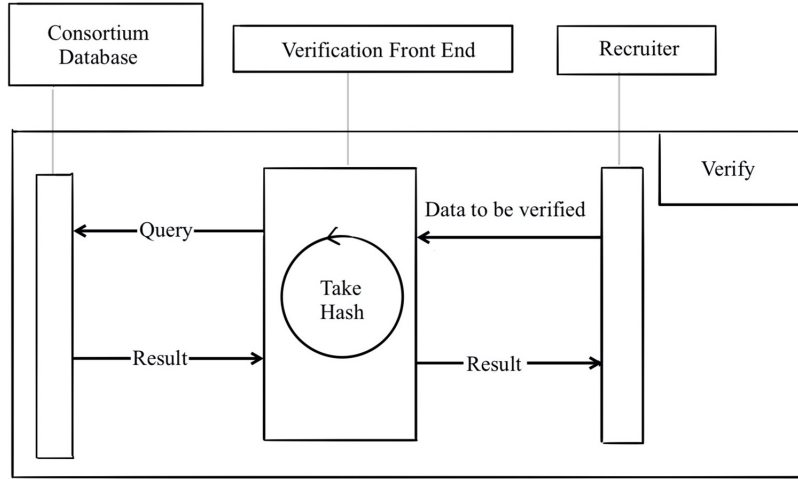 Consortium
Database
Verification Front End
Recruiter
Verify
Data to be verified
Query
Take
Hash
Result
Result